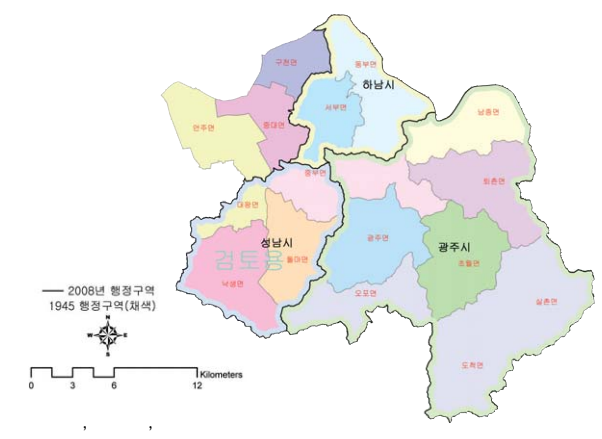 구천면
동부면
하남시
서부면
언주면
중대면
남종면
중부면
퇴촌면
대왕면
성남시
광주면
광주시
검토용
돌마면
초월면
낙생면
오포면
실촌면
도척면
2008년 행정구역
1945 행정구역(채색)
N
W E
S
Kilometers
0 3 6 12